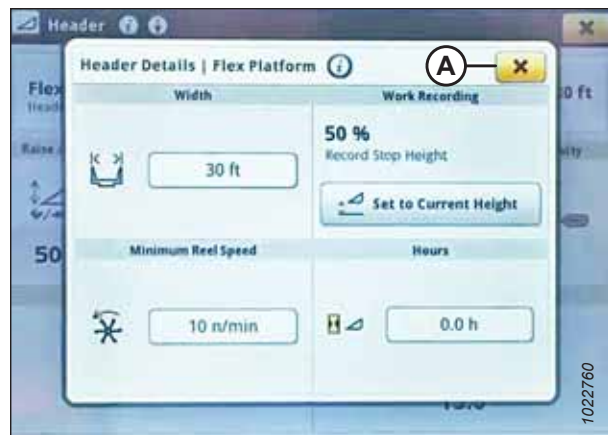 Header
Header Details | Flex Platform
A
Flex
0 ft
Width
Work Recording
50 %
Record Stop Height
Raise
30 ft
Set to Current Height
50
Minimum Reel Speed
Hours
10 n/min
0.0 h
1022760